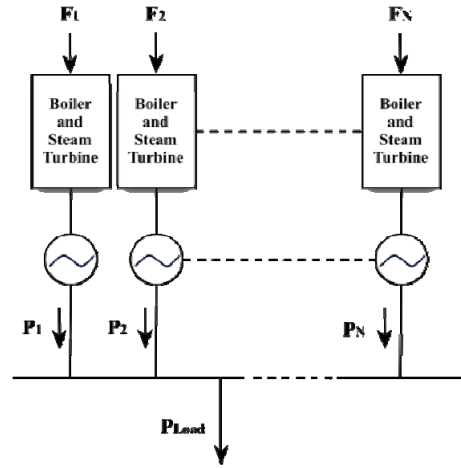 F1 F2 FN
Boiler
and
Steam
Turbine
Boiler
and
Steam
Turbine
Boiler
and
Steam
Turbine
P1 P2 PN
PLoad